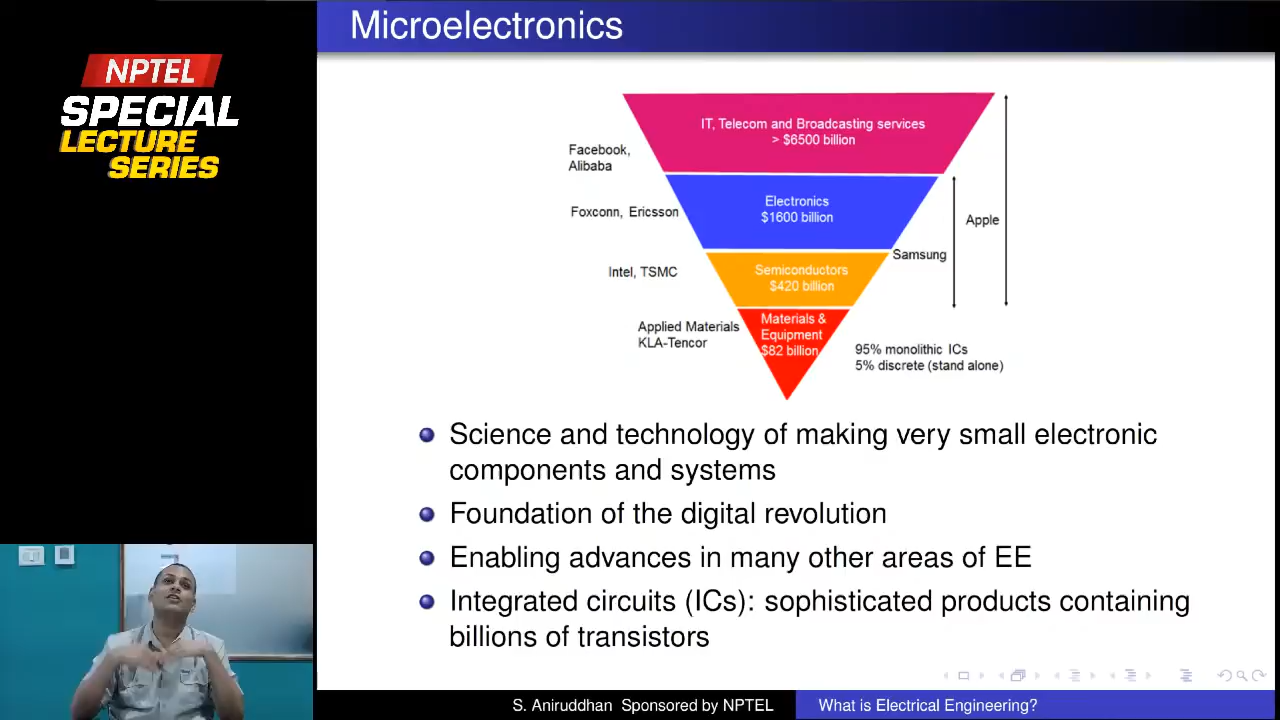 Microelectronics
NPTEL
SPECIAL
LECTURE
SERIES
IT, Telecom and Broadcasting services
> $6500 billion
Facebook,
Alibaba
Electronics
$1600 billion
Foxconn, Ericsson
Apple
Samsung
Semiconductors
$420 billion
Intel, TSMC
Materials &
Equipment
$82 billion
Applied Materials
KLA-Tencor
95% monolithic ICs
5% discrete (stand alone)
Science and technology of making very small electronic
components and systems
Foundation of the digital revolution
Enabling advances in many other areas of EE
Integrated circuits (ICs): sophisticated products containing
billions of transistors
S. Aniruddhan Sponsored by NPTEL
What is Electrical Engineering?